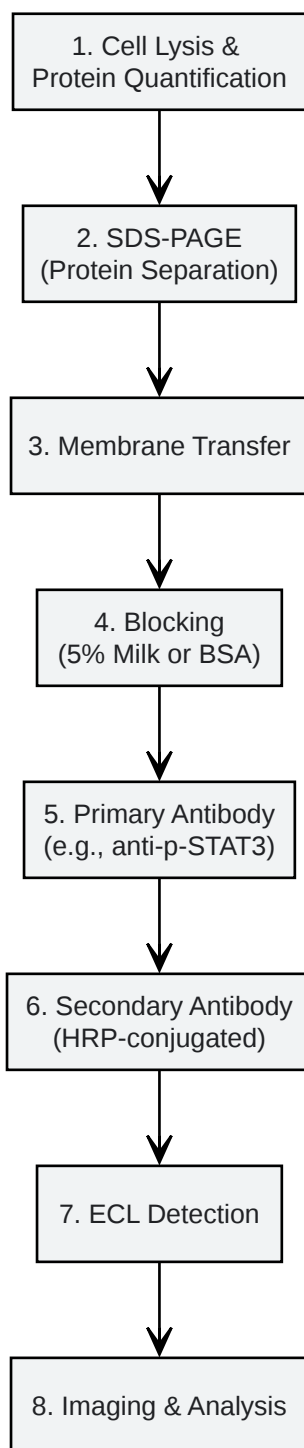 1. Cell Lysis &
Protein Quantification
2. SDS-PAGE
(Protein Separation)
3. Membrane Transfer
4. Blocking
(5% Milk or BSA)
5. Primary Antibody
(e.g., anti-p-STAT3)
6. Secondary Antibody
(HRP-conjugated)
7. ECL Detection
8. Imaging & Analysis